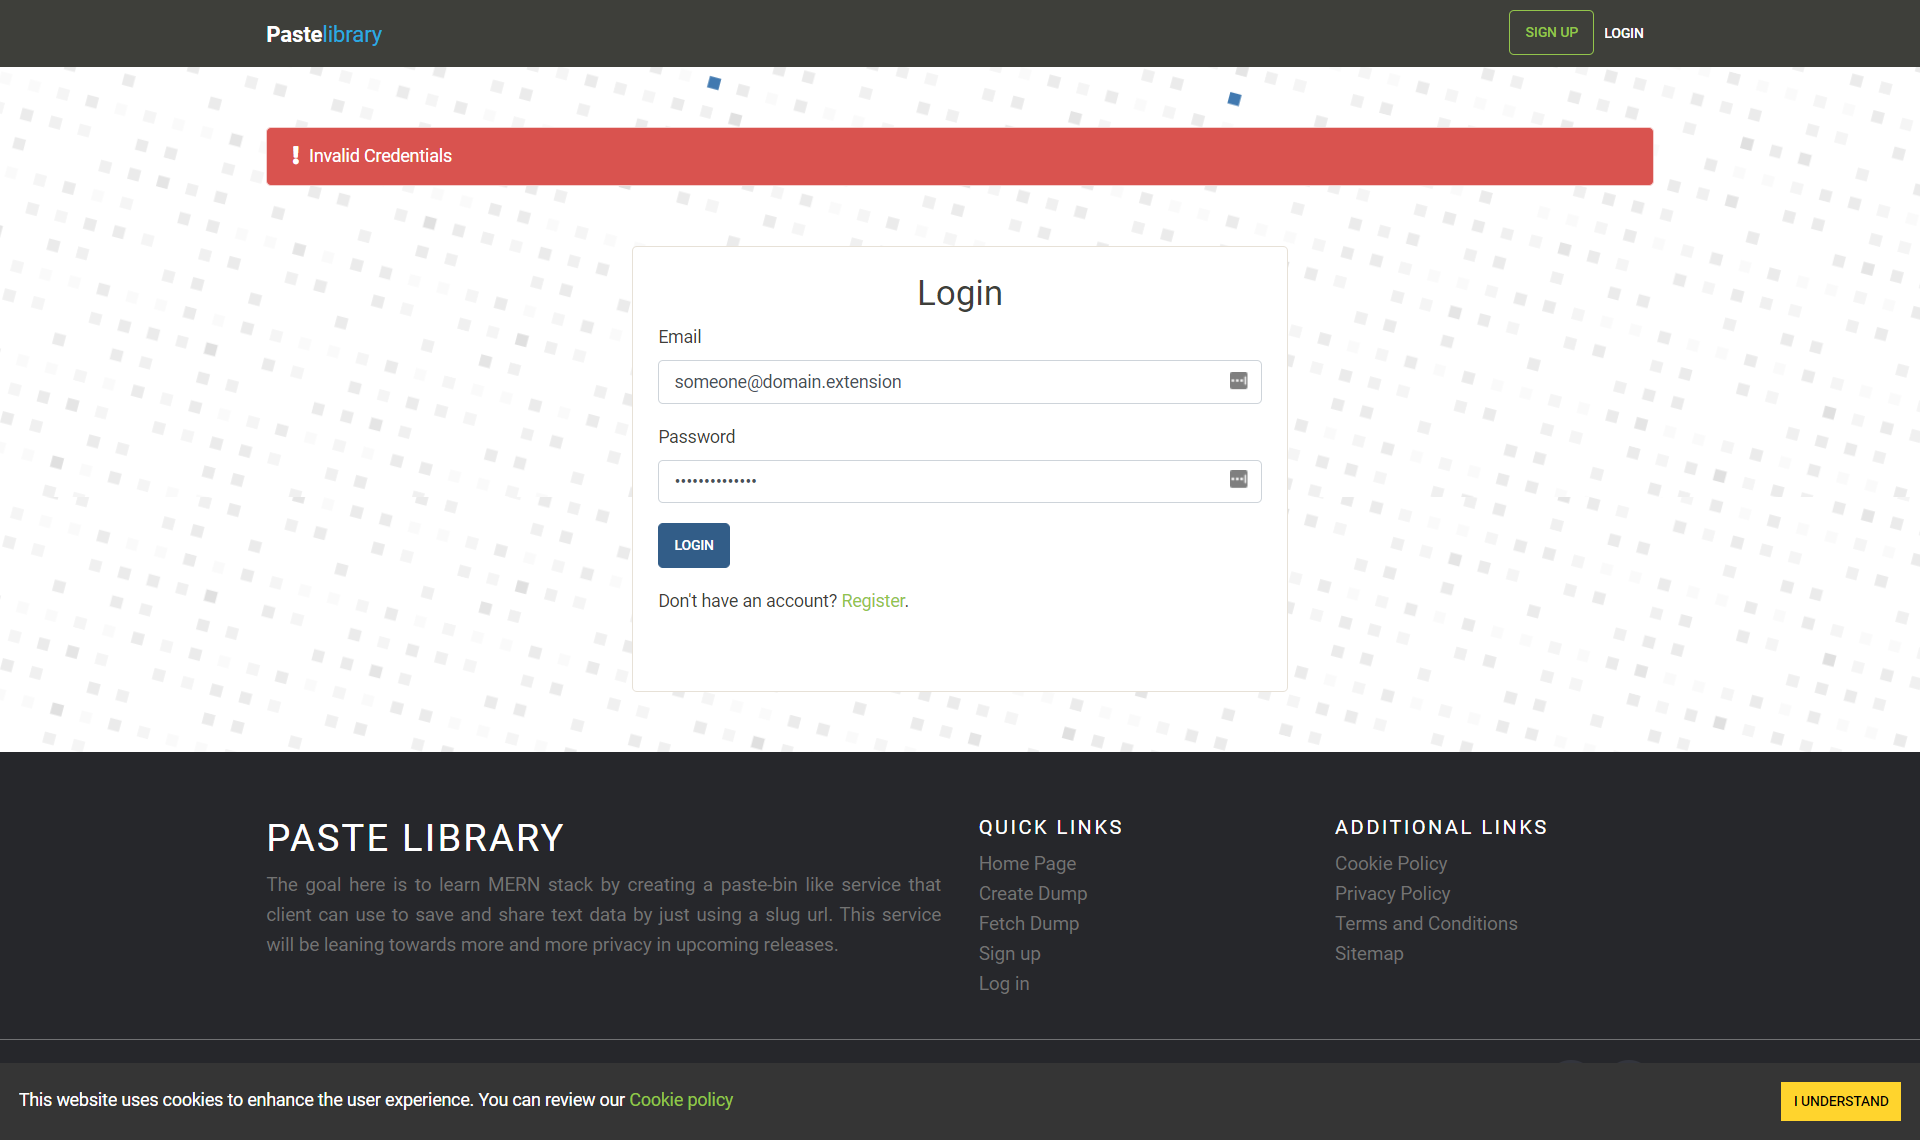 Pastelibrary
SIGN UP
LOGIN
Invalid Credentials
Login
Email
someone@domain.extension
Password
LOGIN
Don't have an account? Register.
PASTE LIBRARY
The goal here is to learn MERN stack by creating a paste-bin like service that
client can use to save and share text data by just using a slug url. This service
will be leaning towards more and more privacy in upcoming releases.
QUICK LINKS
Home Page
Create Dump
Fetch Dump
Sign up
Log in
ADDITIONAL LINKS
Cookie Policy
Privacy Policy
Terms and Conditions
Sitemap
This website uses cookies to enhance the user experience. You can review our Cookie policy
I UNDERSTAND